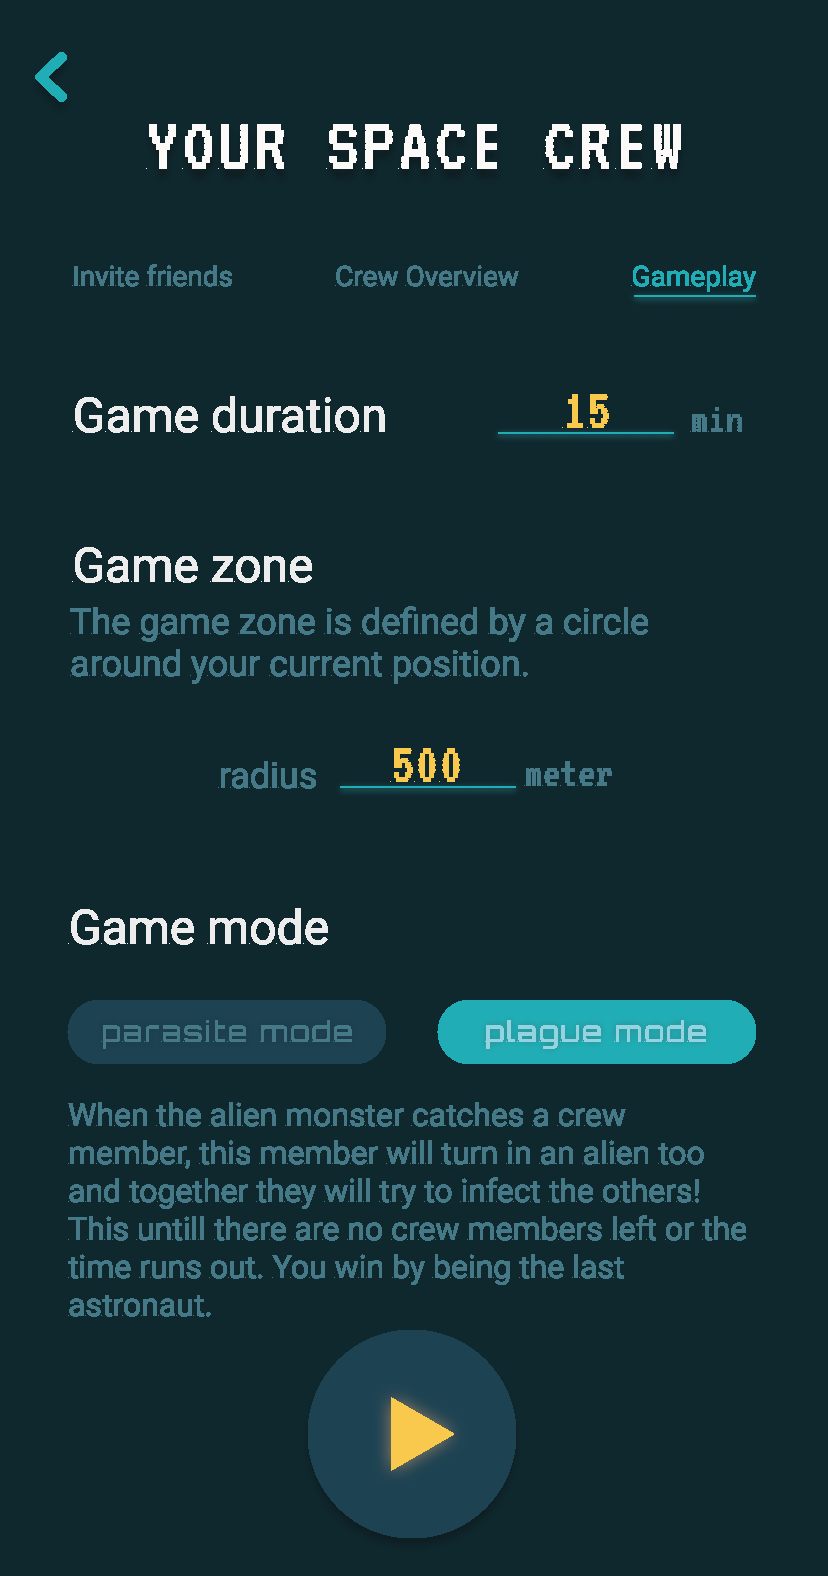 YOUR SPACE CREW
Invite friends Crew Overview Gameplay
Game duration 15 min
Game zone
The game zone is defined by a circle
around your current position.
radius 500 meter
Game mode
parasite mode plague mode
When the alien monster catches a crew
member, this member will turn in an alien too
and together they will try to infect the others!
This untill there are no crew members left or the
time runs out. You win by being the last
astronaut.